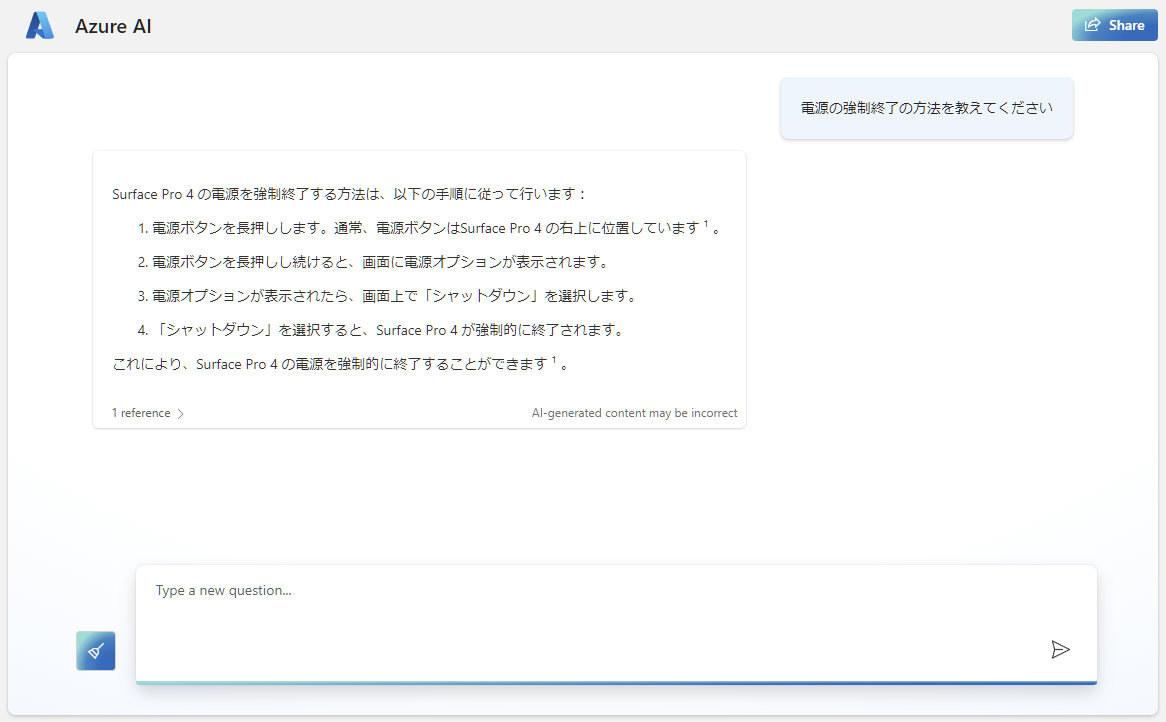 Azure AI
Share
電源の強制終了の方法を教えてください
Surface Pro 4 の電源を強制終了する方法は、以下の手順に従って行います：
1. 電源ボタンを長押しします。通常、電源ボタンはSurface Pro 4 の右上に位置しています 1 。
2. 電源ボタンを長押しし続けると、画面に電源オプションが表示されます。
3. 電源オプションが表示されたら、画面上で「シャットダウン」を選択します。
4. 「シャットダウン」を選択すると、Surface Pro 4 が強制的に終了されます。
これにより、Surface Pro 4 の電源を強制的に終了することができます 1 。
1 reference
AI-generated content may be incorrect
Type a new question...